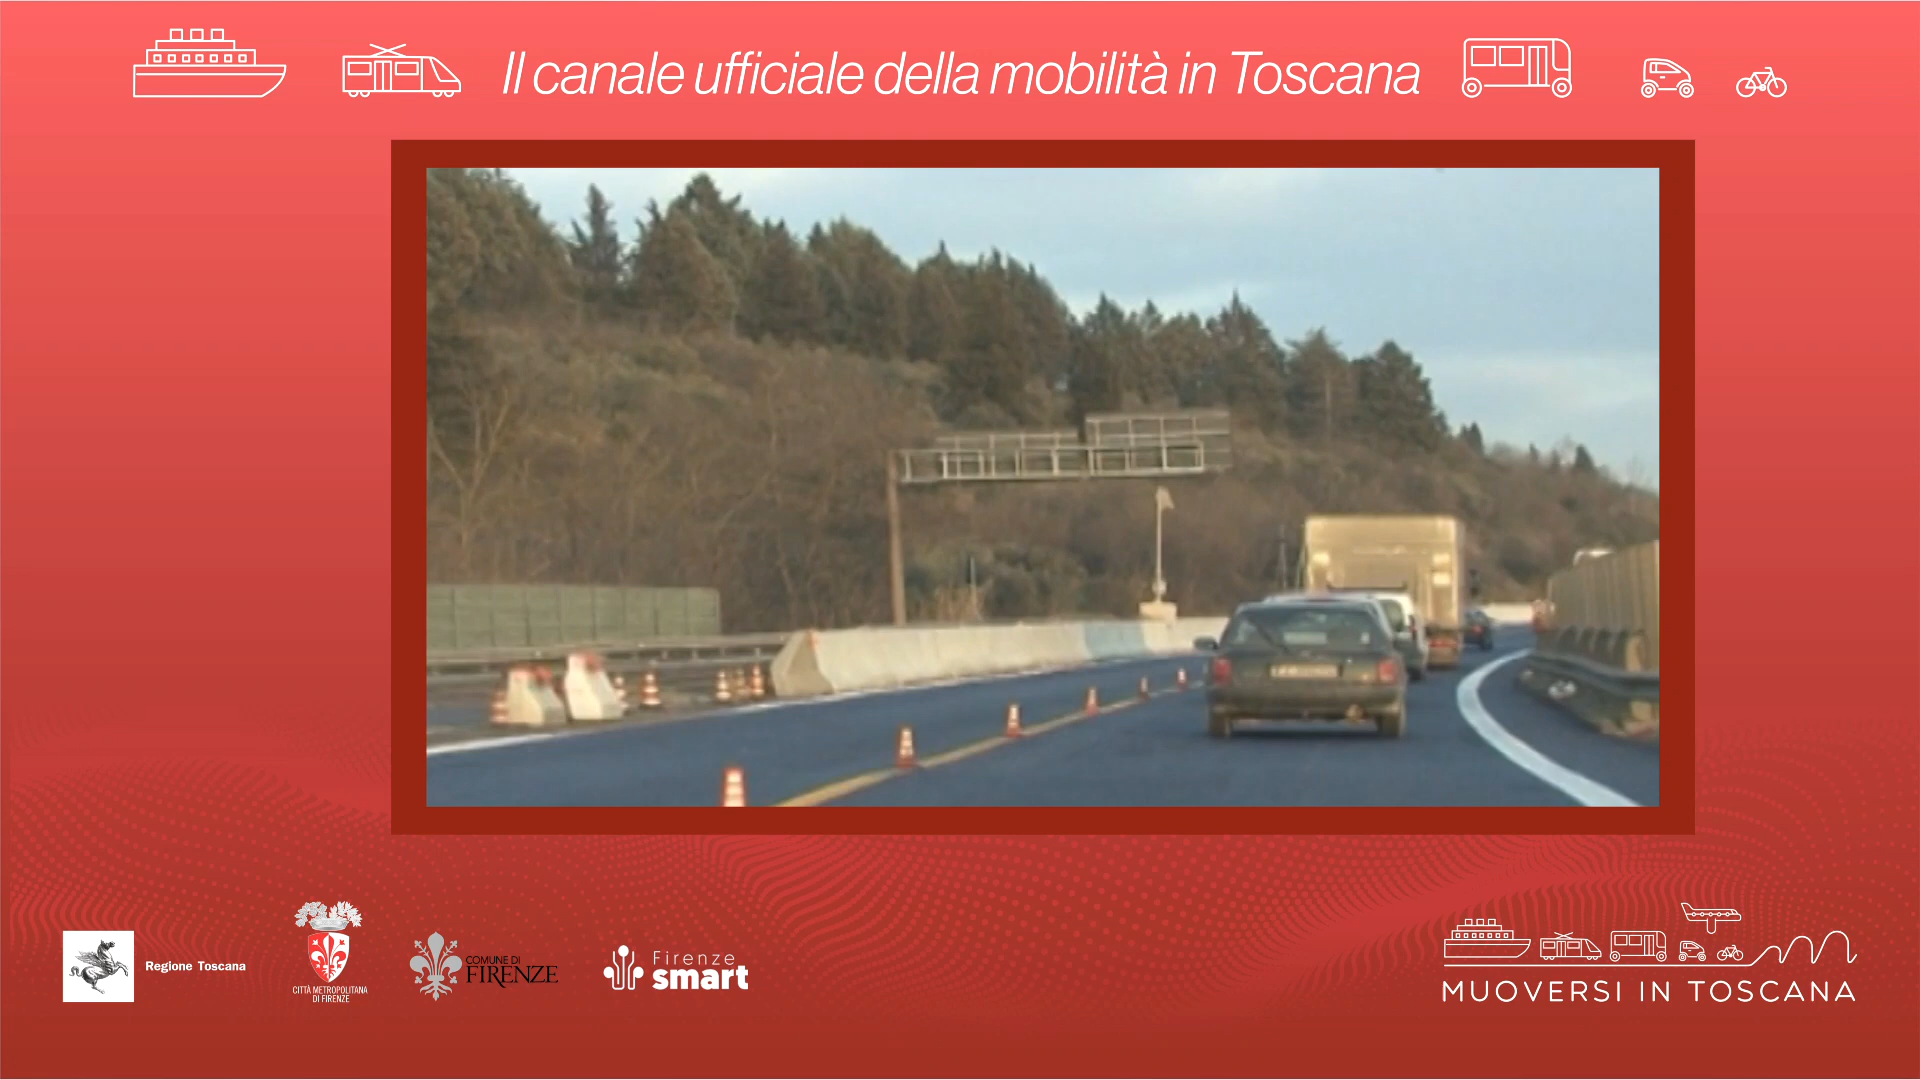 Il canale ufficiale della mobilità in Toscana
Regione Toscana
CITTÀ METROPOLITANA
DI FIRENZE
COMUNE DI
FIRENZE
Firenze
smart
MUOVERSI IN TOSCANA